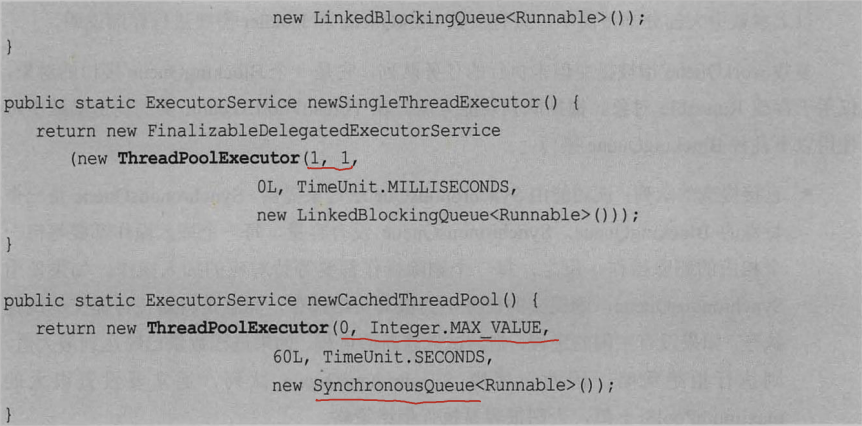 new LinkedBlockingQueue<Runnable>());
}
public static ExecutorService newSingleThreadExecutor() {
return new FinalizableDelegatedExecutorService
(new ThreadPoolExecutor(1, 1,
0L, TimeUnit.MILLISECONDS,
new LinkedBlockingQueue<Runnable>()));
}
public static ExecutorService newCachedThreadPool() {
return new ThreadPoolExecutor(0, Integer.MAX_VALUE,
60L, TimeUnit.SECONDS,
new SynchronousQueue<Runnable>());
}